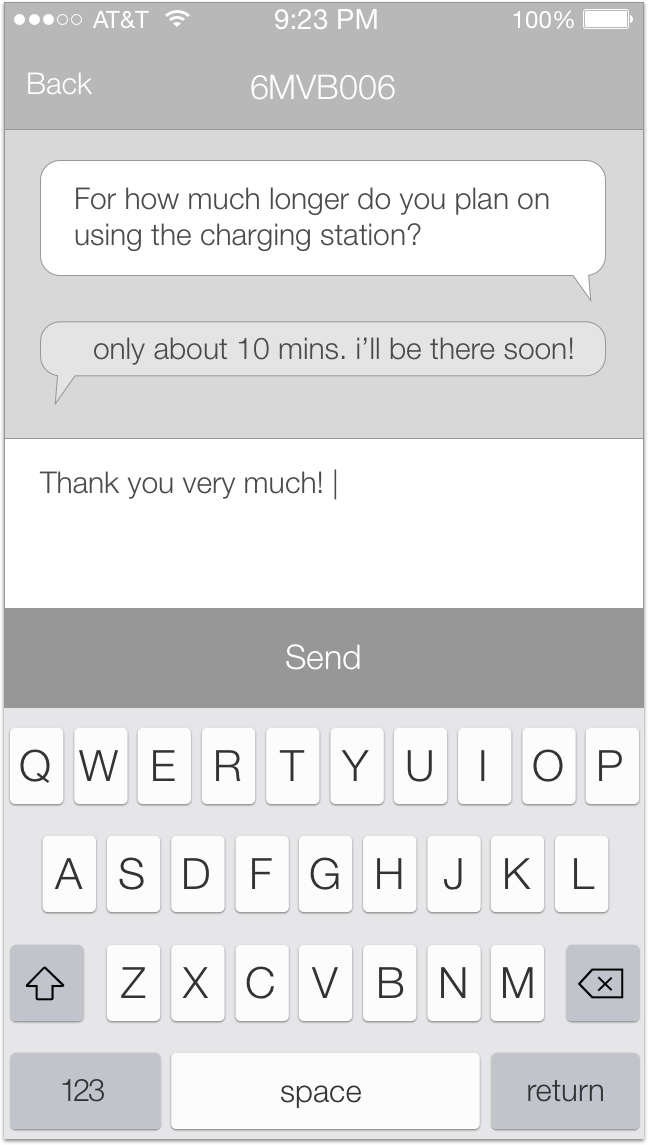 AT&T 9:23 PM 100%
Back 6MVB006
For how much longer do you plan on
using the charging station?
only about 10 mins. i'll be there soon!
Thank you very much!
Send
Q W E R T Y U I O P
A S D F G H J K L
Z X C V B N M
123 space return